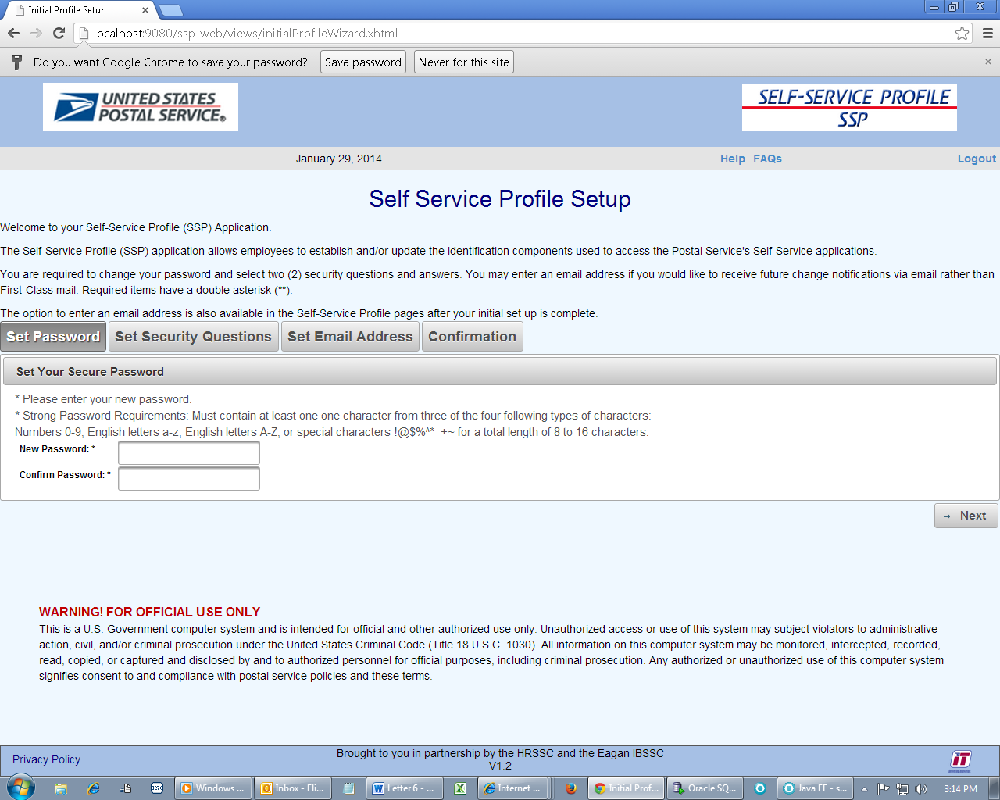 Initial Profile Setup
localhost:9080/ssp-web/views/initialProfileWizard.xhtml
Do you want Google Chrome to save your password? Save password Never for this site
UNITED STATES
POSTAL SERVICE®
SELF-SERVICE PROFILE
SSP
January 29, 2014 Help FAQs Logout
Self Service Profile Setup
Welcome to your Self-Service Profile (SSP) Application.
The Self-Service Profile (SSP) application allows employees to establish and/or update the identification components used to access the Postal Service's Self-Service applications.
You are required to change your password and select two (2) security questions and answers. You may enter an email address if you would like to receive future change notifications via email rather than
First-Class mail. Required items have a double asterisk (**).
The option to enter an email address is also available in the Self-Service Profile pages after your initial set up is complete.
Set Password Set Security Questions Set Email Address Confirmation
Set Your Secure Password
* Please enter your new password.
* Strong Password Requirements: Must contain at least one one character from three of the four following types of characters:
Numbers 0-9, English letters a-z, English letters A-Z, or special characters !@$%^*_+~ for a total length of 8 to 16 characters.
New Password: *
Confirm Password: *
Next
WARNING! FOR OFFICIAL USE ONLY
This is a U.S. Government computer system and is intended for official and other authorized use only. Unauthorized access or use of this system may subject violators to administrative
action, civil, and/or criminal prosecution under the United States Criminal Code (Title 18 U.S.C. 1030). All information on this computer system may be monitored, intercepted, recorded,
read, copied, or captured and disclosed by and to authorized personnel for official purposes, including criminal prosecution. Any authorized or unauthorized use of this computer system
signifies consent to and compliance with postal service policies and these terms.
Privacy Policy
Brought to you in partnership by the HRSSC and the Eagan IBSSC
V1.2
iT
3270 Windows ... Inbox - Eli... Letter 6 - ... Internet ... Initial Prof... Oracle SQ... Java EE - s... 3:14 PM